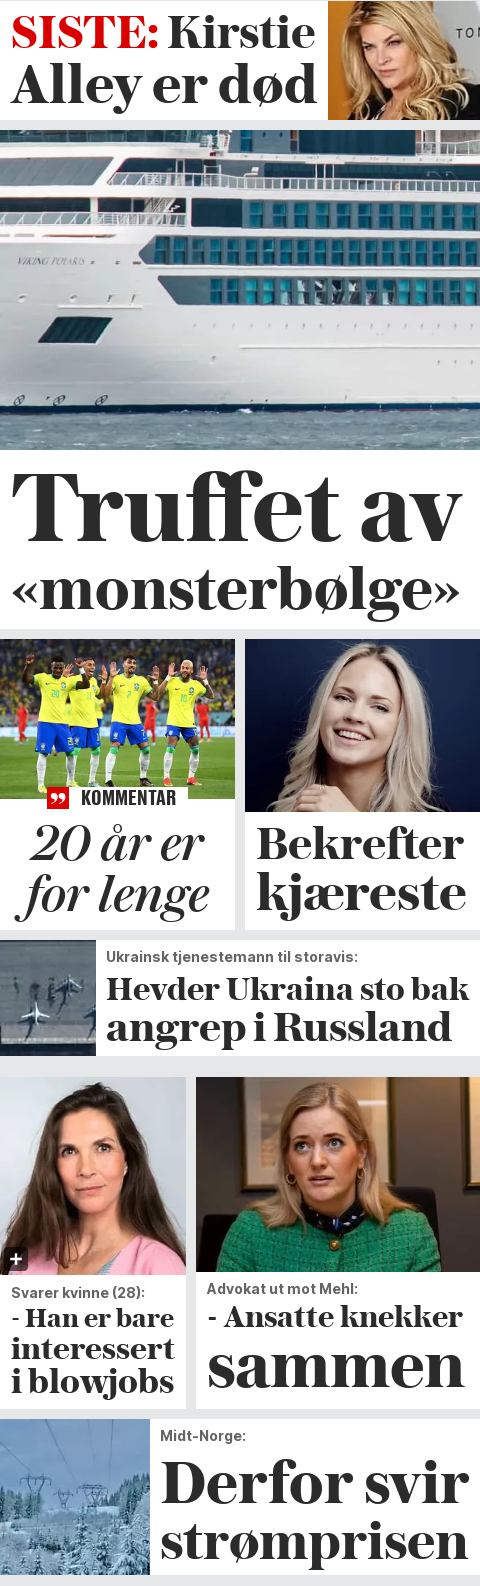 SISTE: Kirstie
Alley er død
TON
VIKING POLARIS
Truffet av
«monsterbølge»
KOMMENTAR
20 år er
for lenge
Bekrefter
kjæreste
Ukrainsk tjenestemann til storavis:
Hevder Ukraina sto bak
angrep i Russland
Svarer kvinne (28):
- Han er bare
interessert
i blowjobs
Advokat ut mot Mehl:
- Ansatte knekker
sammen
Midt-Norge:
Derfor svir
strømprisen